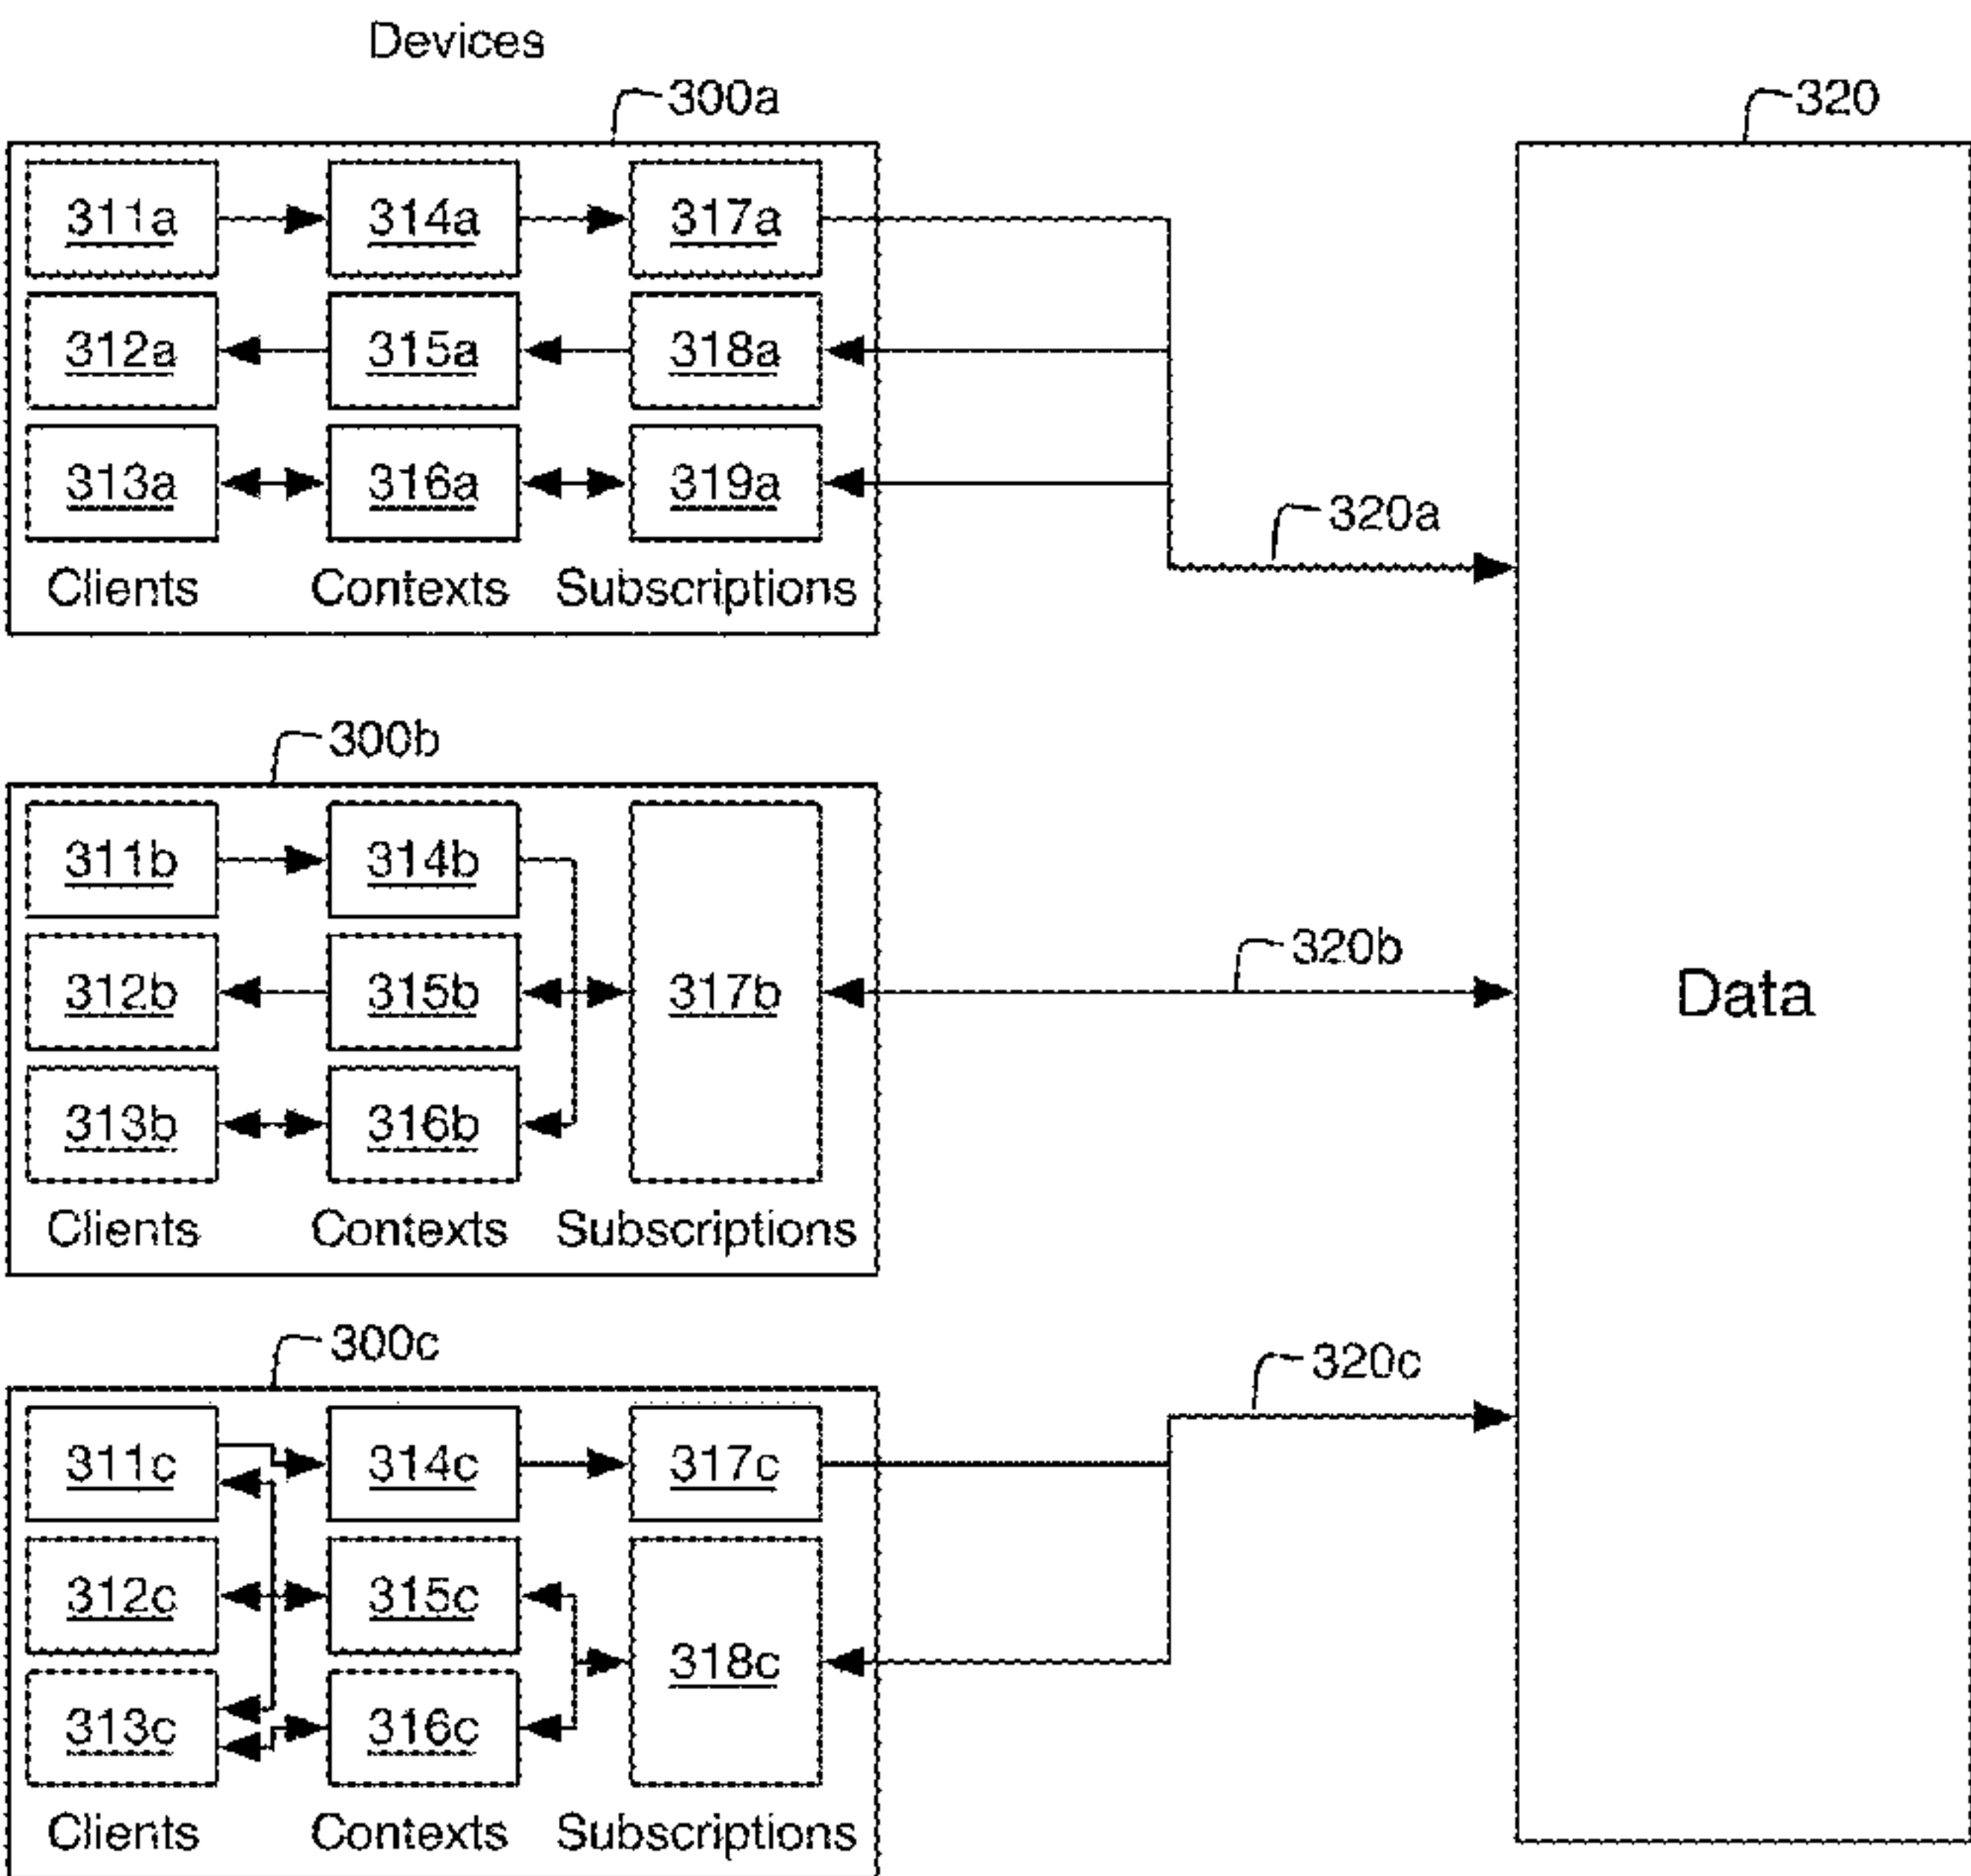 Devices
300a
320
311a 314a 317a
312a 315a 318a
313a 316a 319a
320a
Clients Contexts Subscriptions
300b
311b 314b
320b
312b 315b 317b
Data
313b 316b
Clients Contexts Subscriptions
300c
320c
311c 314c 317c
312c 315c
318c
313c 316c
Clients Contexts Subscriptions